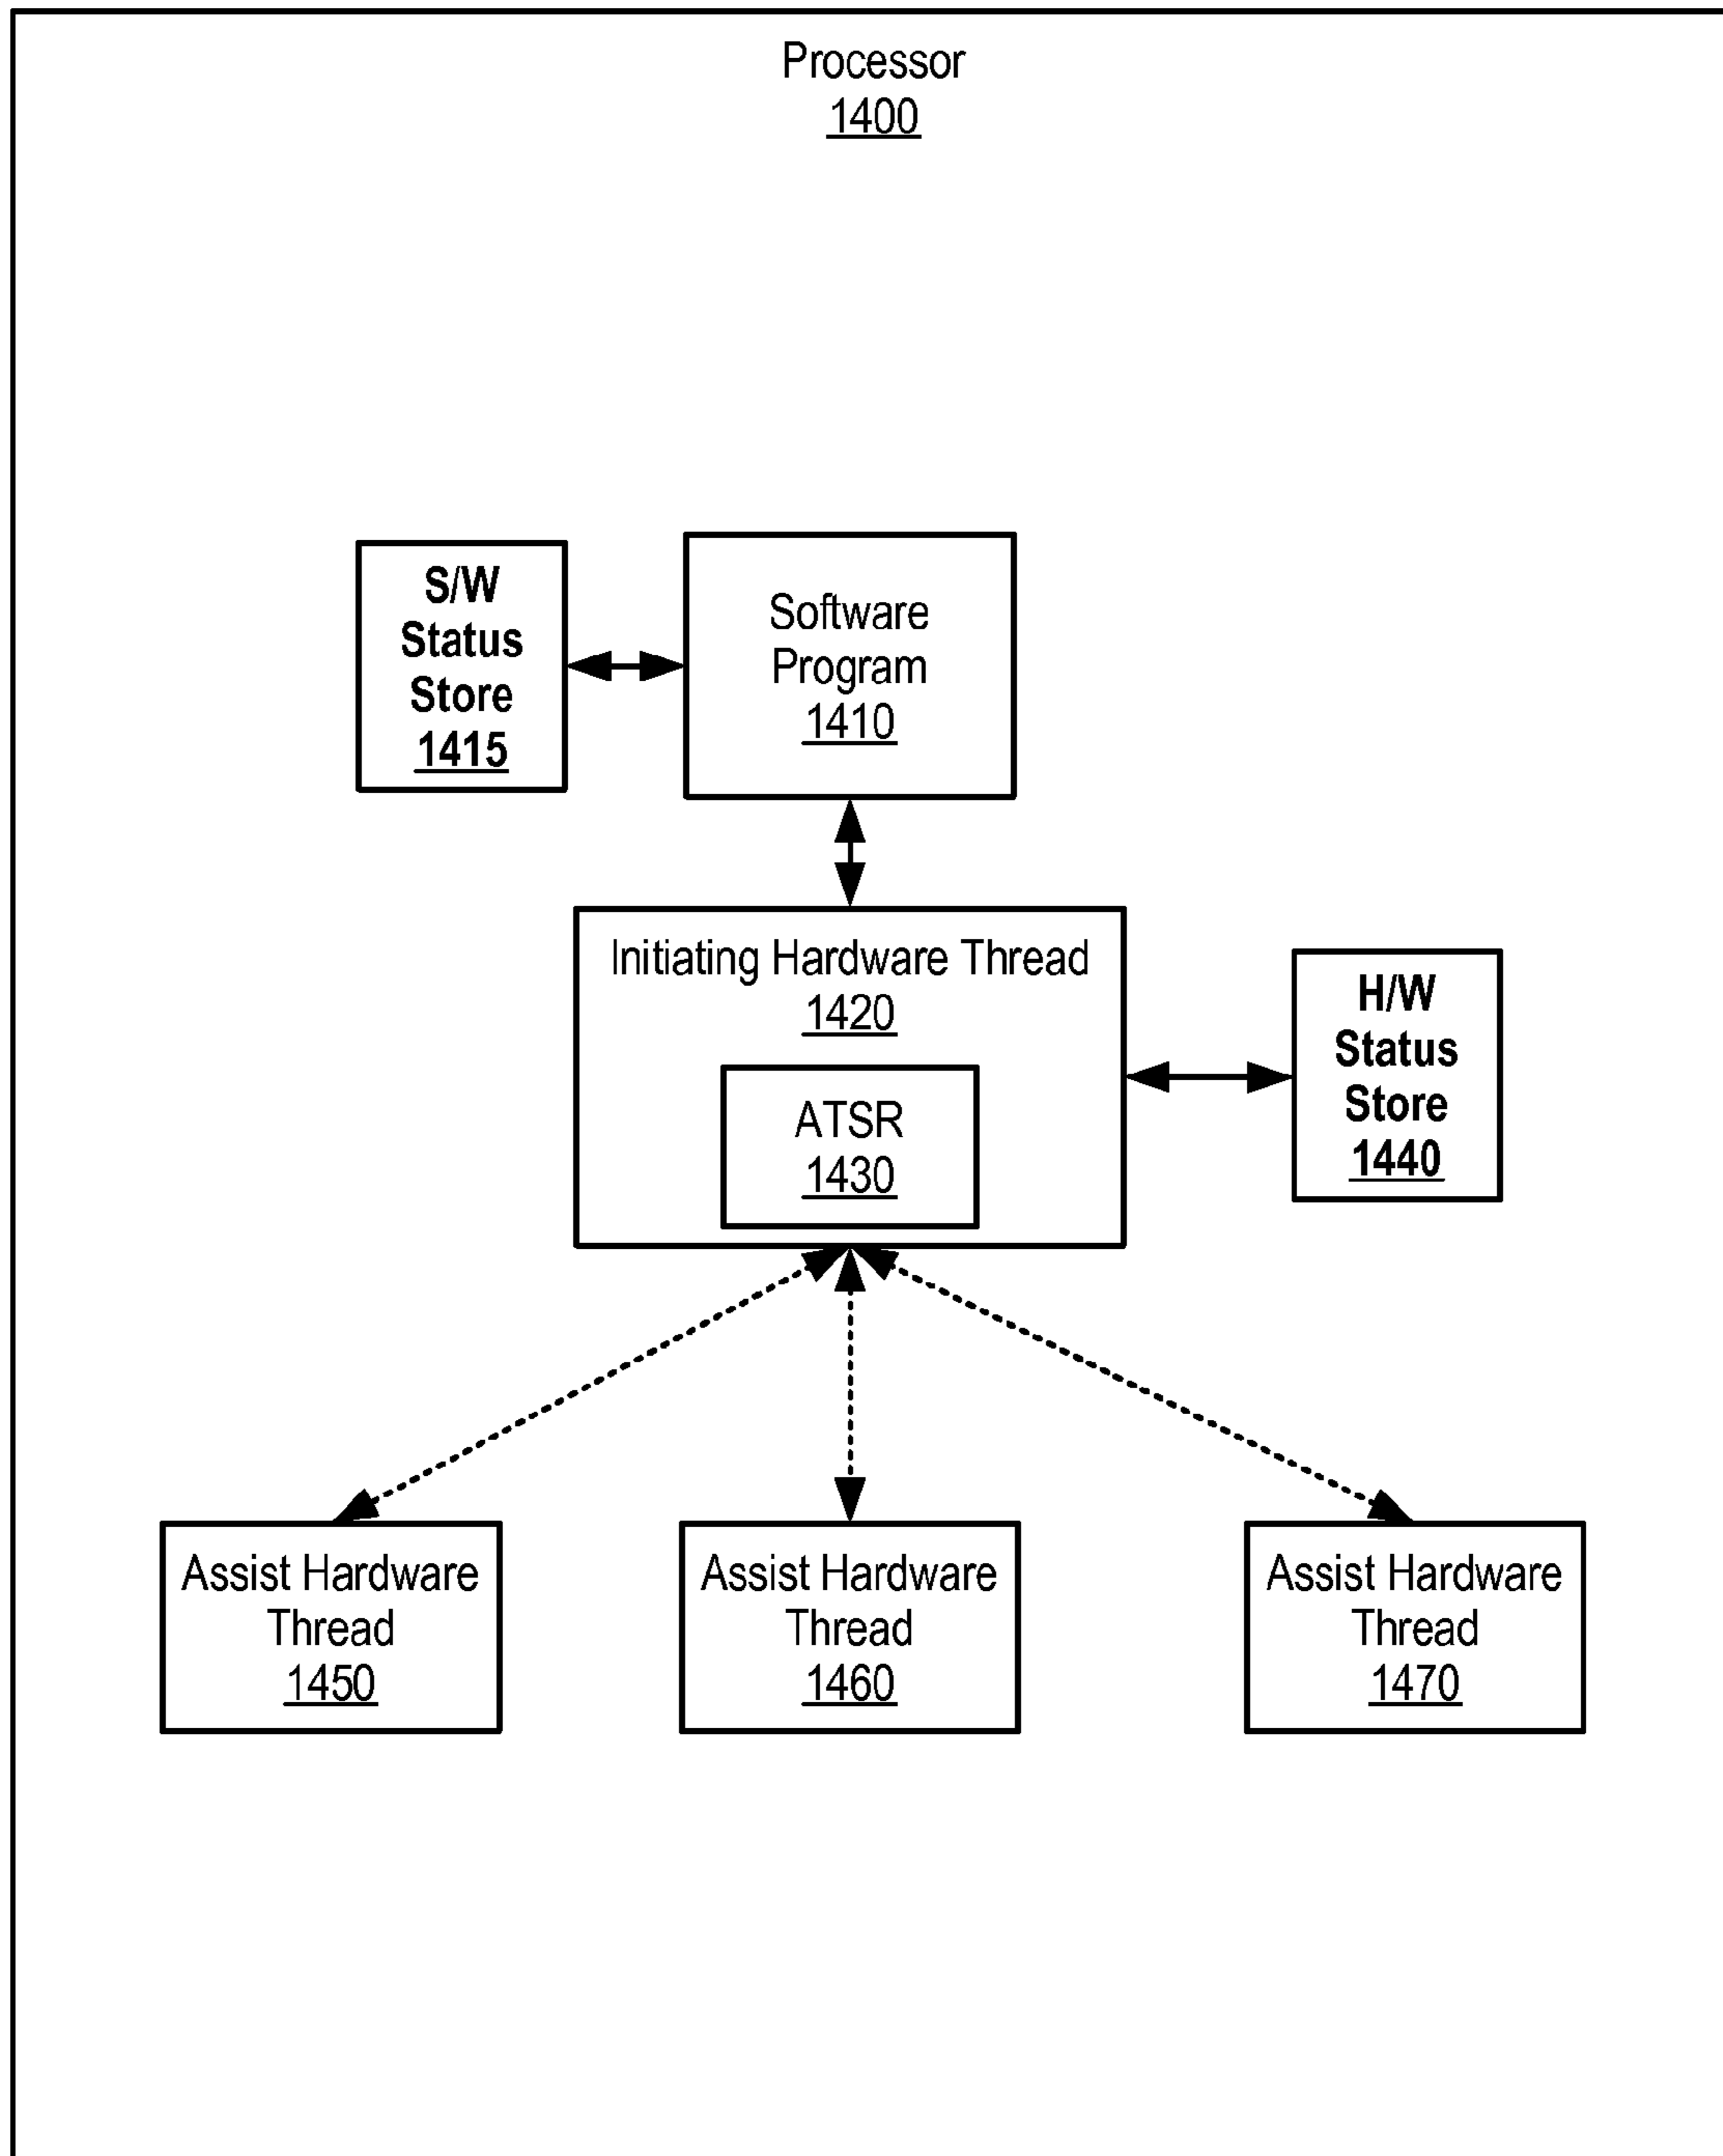 Processor
1400
S/W
Status
Store
1415
Software
Program
1410
Initiating Hardware Thread
1420
ATSR
1430
H/W
Status
Store
1440
Assist Hardware
Thread
1450
Assist Hardware
Thread
1460
Assist Hardware
Thread
1470